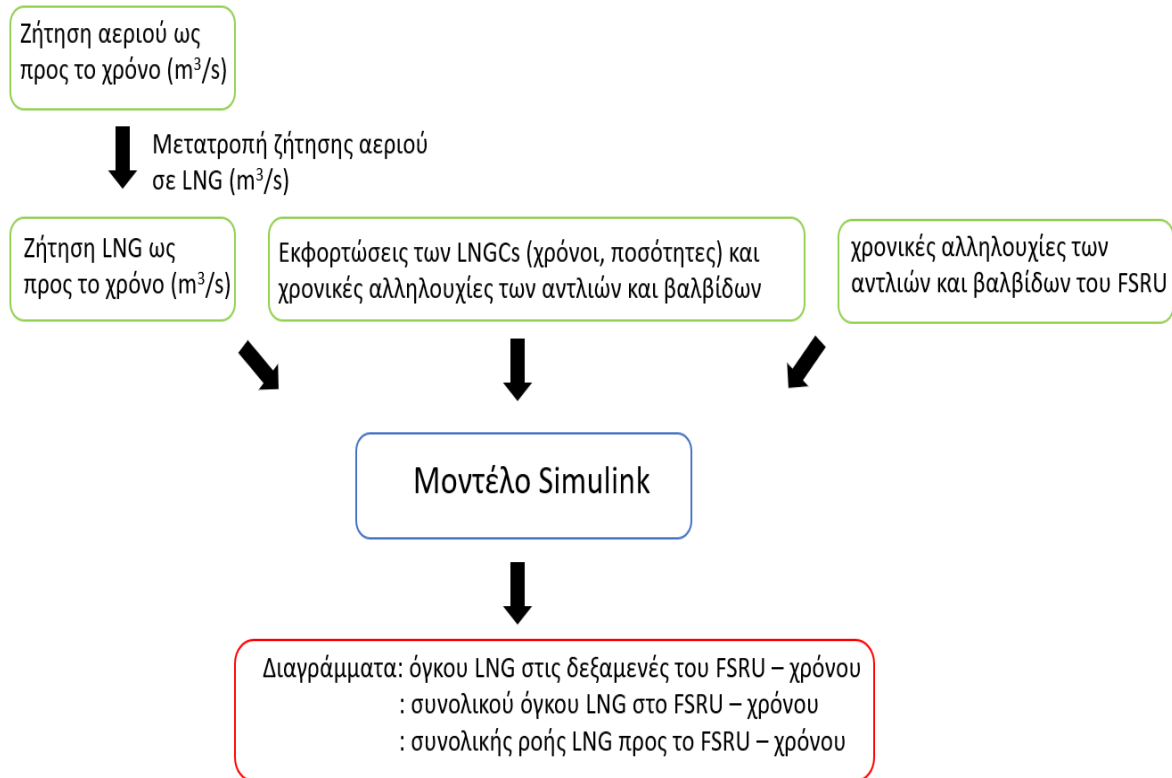 Ζήτηση αεριού ως
προς το χρόνο (m³/s)
Μετατροπή ζήτησης αεριού
σε LNG (m³/s)
Ζήτηση LNG ως
προς το χρόνο (m³/s)
Εκφορτώσεις των LNGCs (χρόνοι, ποσότητες) και
χρονικές αλληλουχίες των αντλιών και βαλβίδων
χρονικές αλληλουχίες των
αντλιών και βαλβίδων του FSRU
Μοντέλο Simulink
Διαγράμματα: όγκου LNG στις δεξαμενές του FSRU – χρόνου
: συνολικού όγκου LNG στο FSRU – χρόνου
: συνολικής ροής LNG προς το FSRU – χρόνου